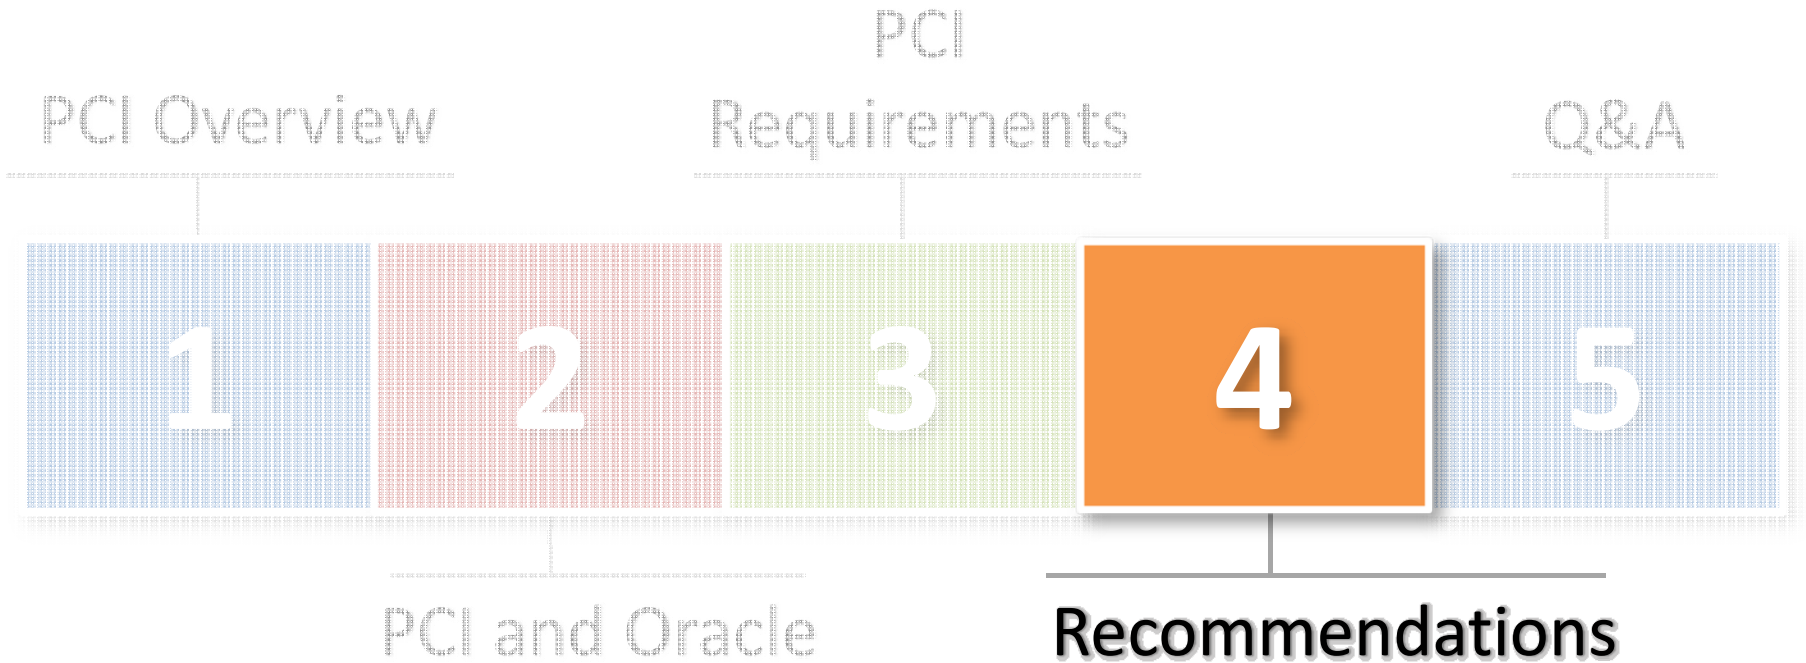 PCI
PCI Overview
Requirements
Q&A
1
2
3
4
5
PCI and Oracle
Recommendations